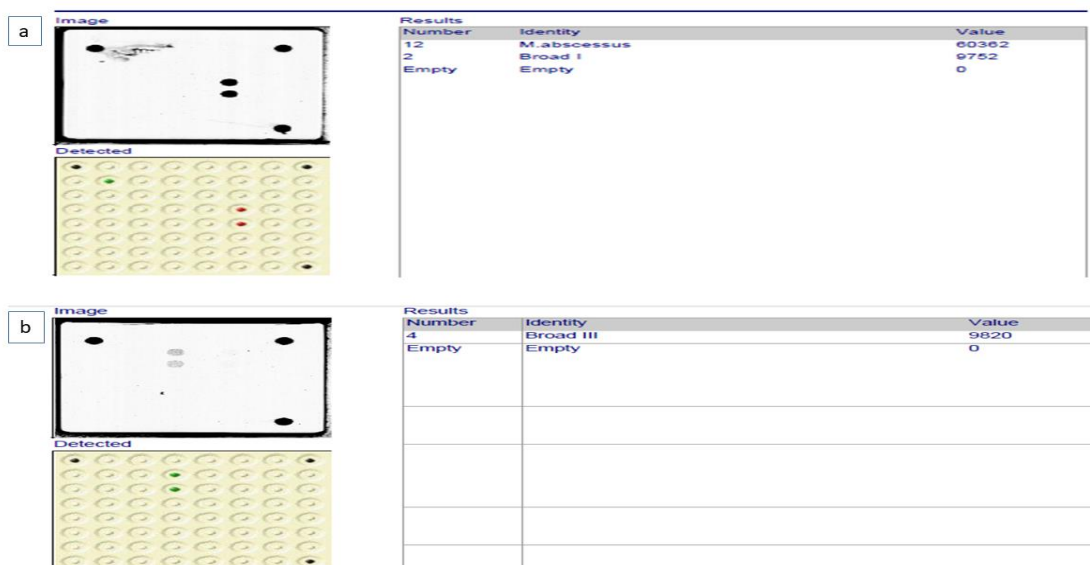 a
Image
Results
Number Identity Value
12 M.abscessus 60362
2 Broad I 9752
Empty Empty 0
Detected
b
Image
Results
Number Identity Value
4 Broad III 9820
Empty Empty 0
Detected